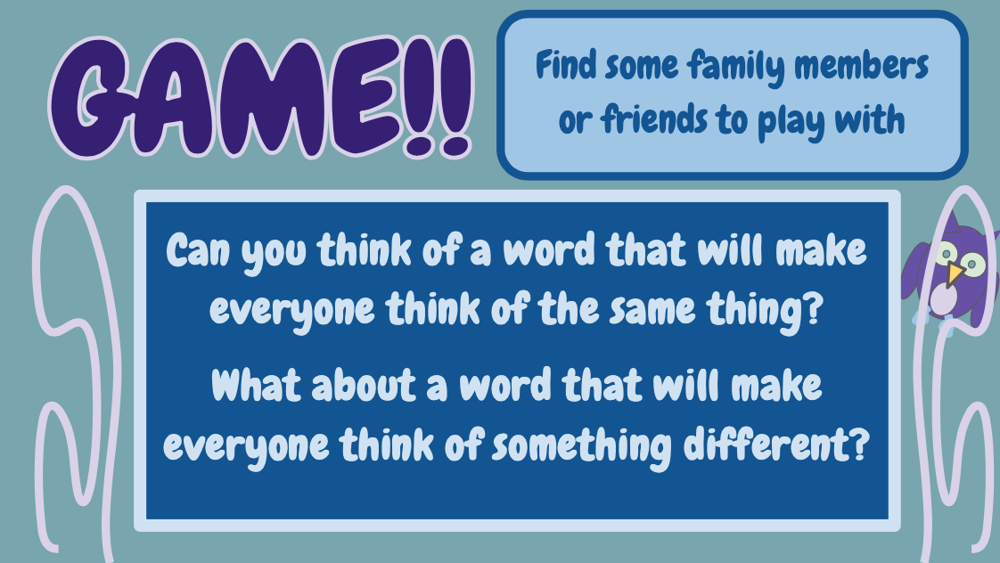 GAME!!
Find some family members
or friends to play with
Can you think of a word that will make
everyone think of the same thing?
What about a word that will make
everyone think of something different?